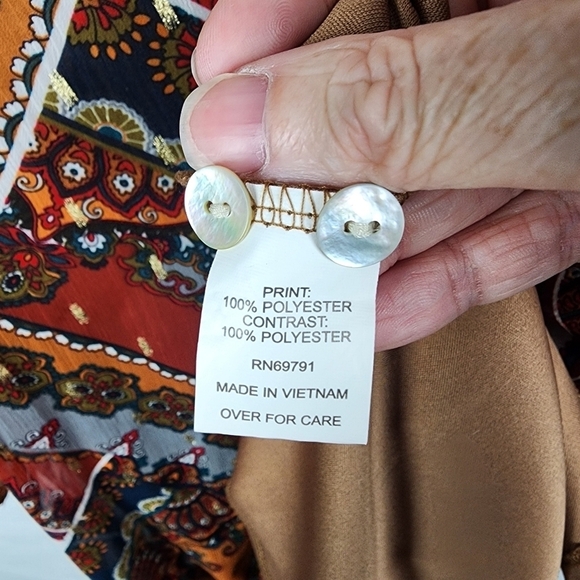 PRINT:
100% POLYESTER
CONTRAST:
100% POLYESTER
RN69791
MADE IN VIETNAM
OVER FOR CARE